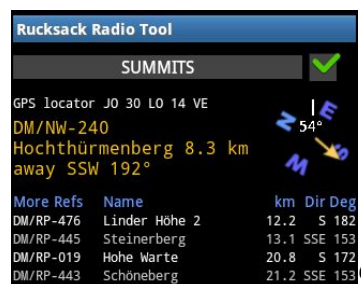 Rucksack Radio Tool
SUMMITS
GPS locator JO 30 LO 14 VE
DM/NW-240
Hochthürmenberg 8.3 km
away SSW 192°
N
E
54°
S
W
More Refs Name km Dir Deg
DM/RP-476 Linder Höhe 2 12.2 S 182
DM/RP-445 Steinerberg 13.1 SSE 153
DM/RP-019 Hohe Warte 20.8 S 172
DM/RP-443 Schöneberg 21.2 SSE 153